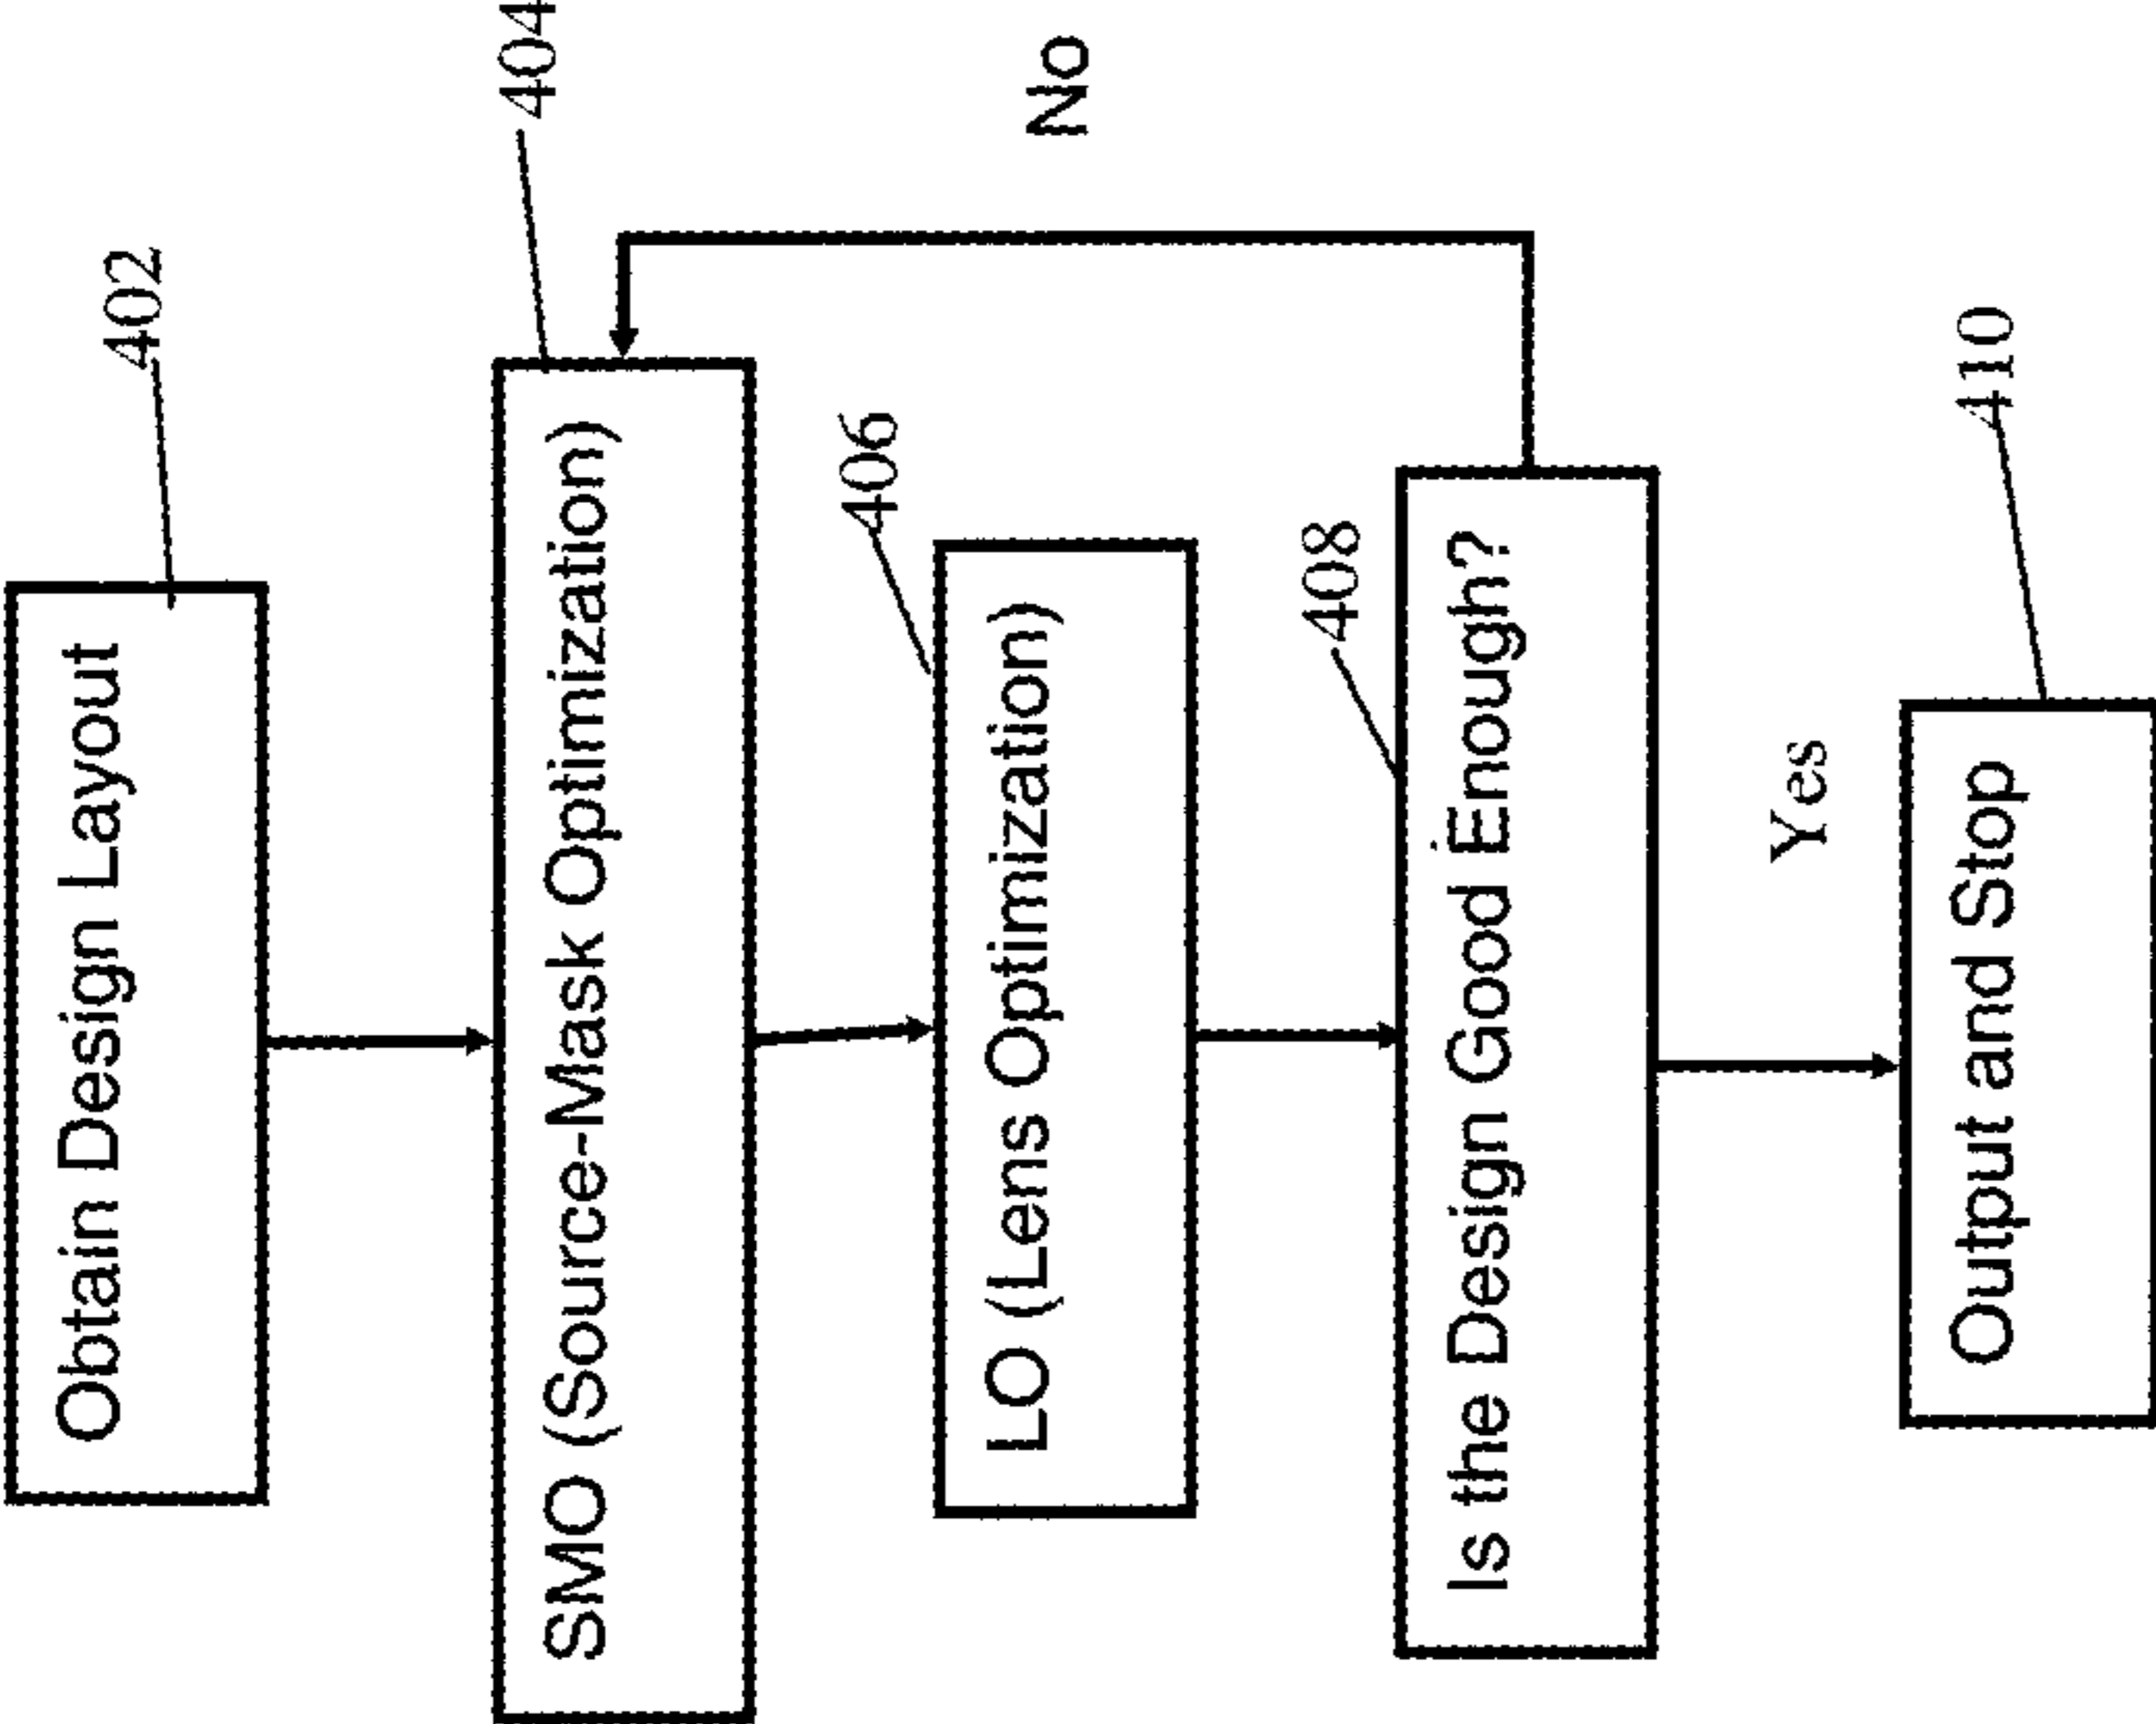 402
Obtain Design Layout
404
SMO (Source-Mask Optimization)
406
LO (Lens Optimization)
No
408
Is the Design Good Enough?
Yes
410
Output and Stop